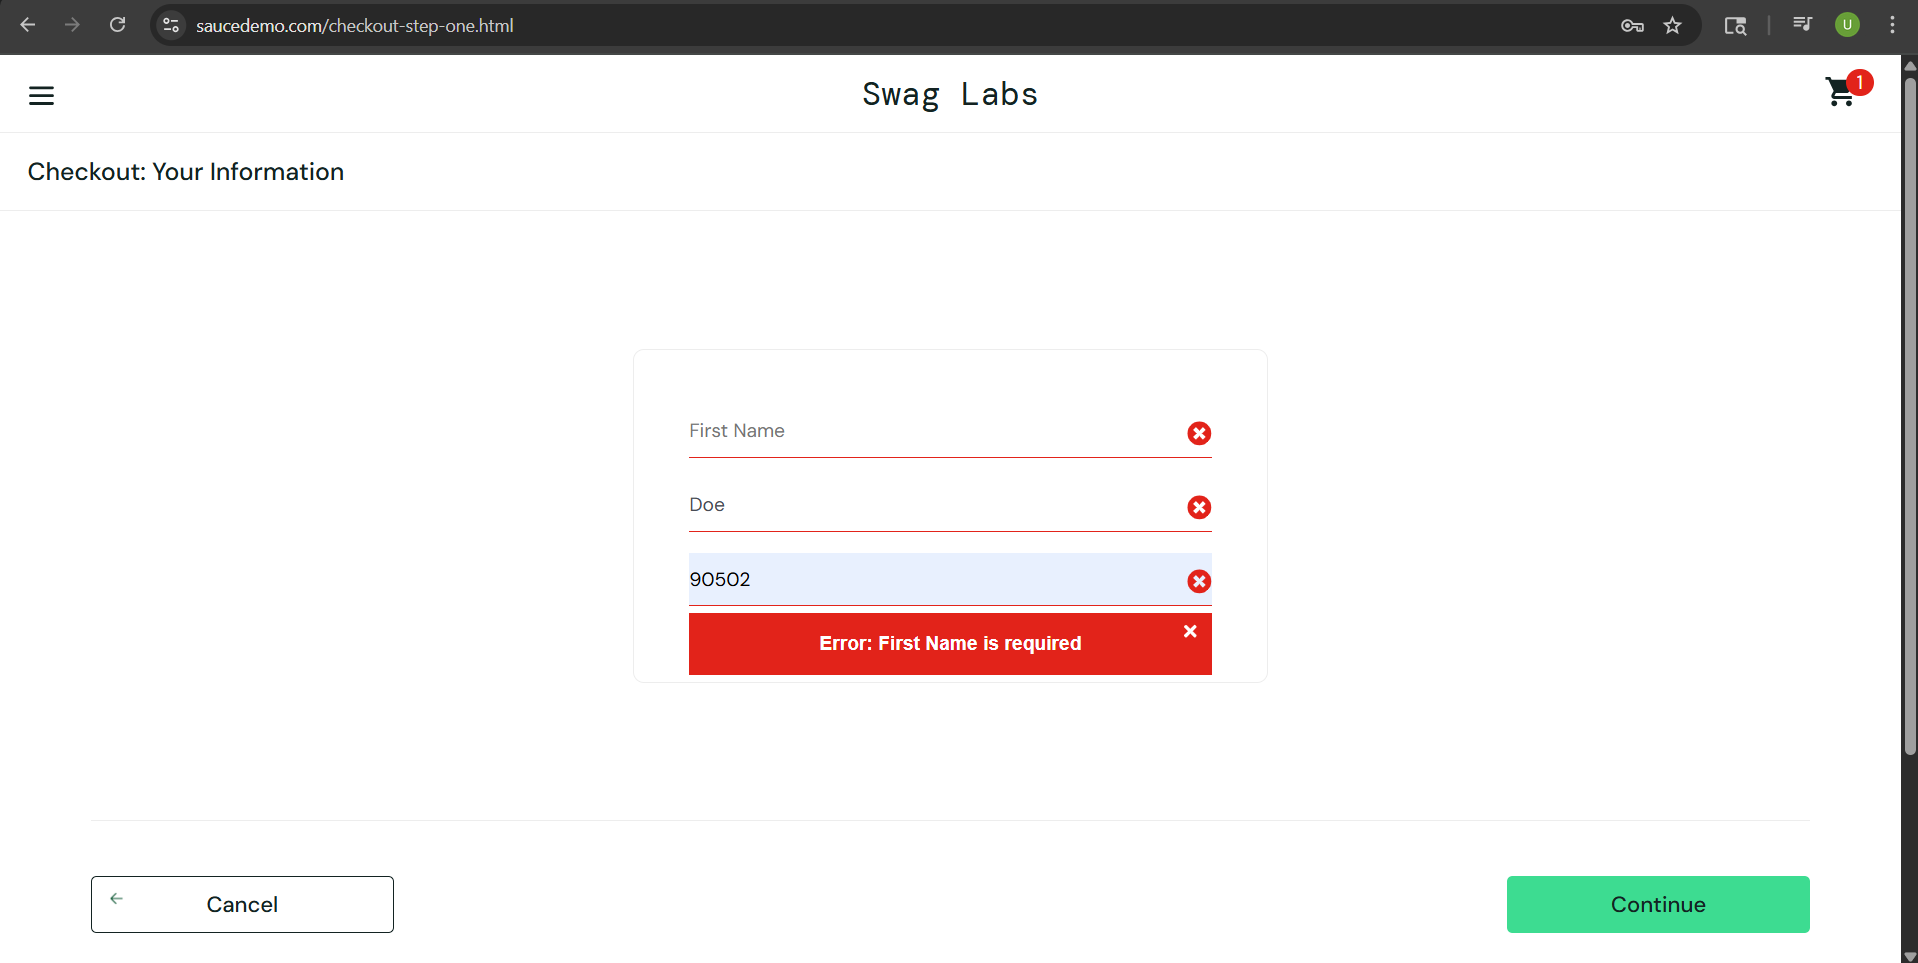 saucedemo.com/checkout-step-one.html
U
Swag Labs
1
Checkout: Your Information
First Name
Doe
90502
Error: First Name is required
Cancel
Continue